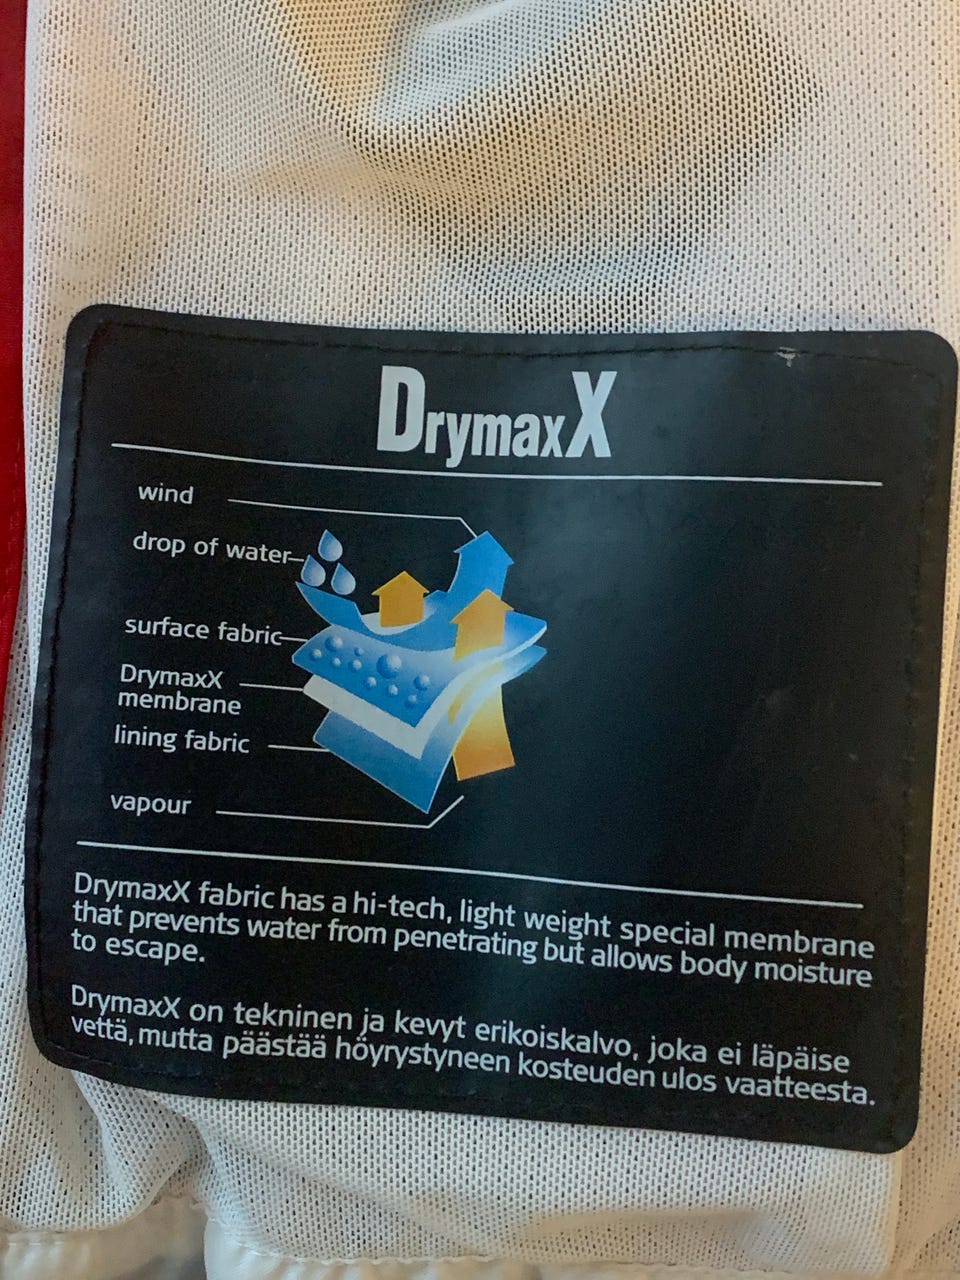 DrymaxX
wind
drop of water
surface fabric
DrymaxX
membrane
lining fabric
vapour
DrymaxX fabric has a hi-tech, light weight special membrane
that prevents water from penetrating but allows body moisture
to escape.
DrymaxX on tekninen ja kevyt erikoiskalvo, joka ei läpäise
vettä, mutta päästää höyrystyneen kosteuden ulos vaatteesta.